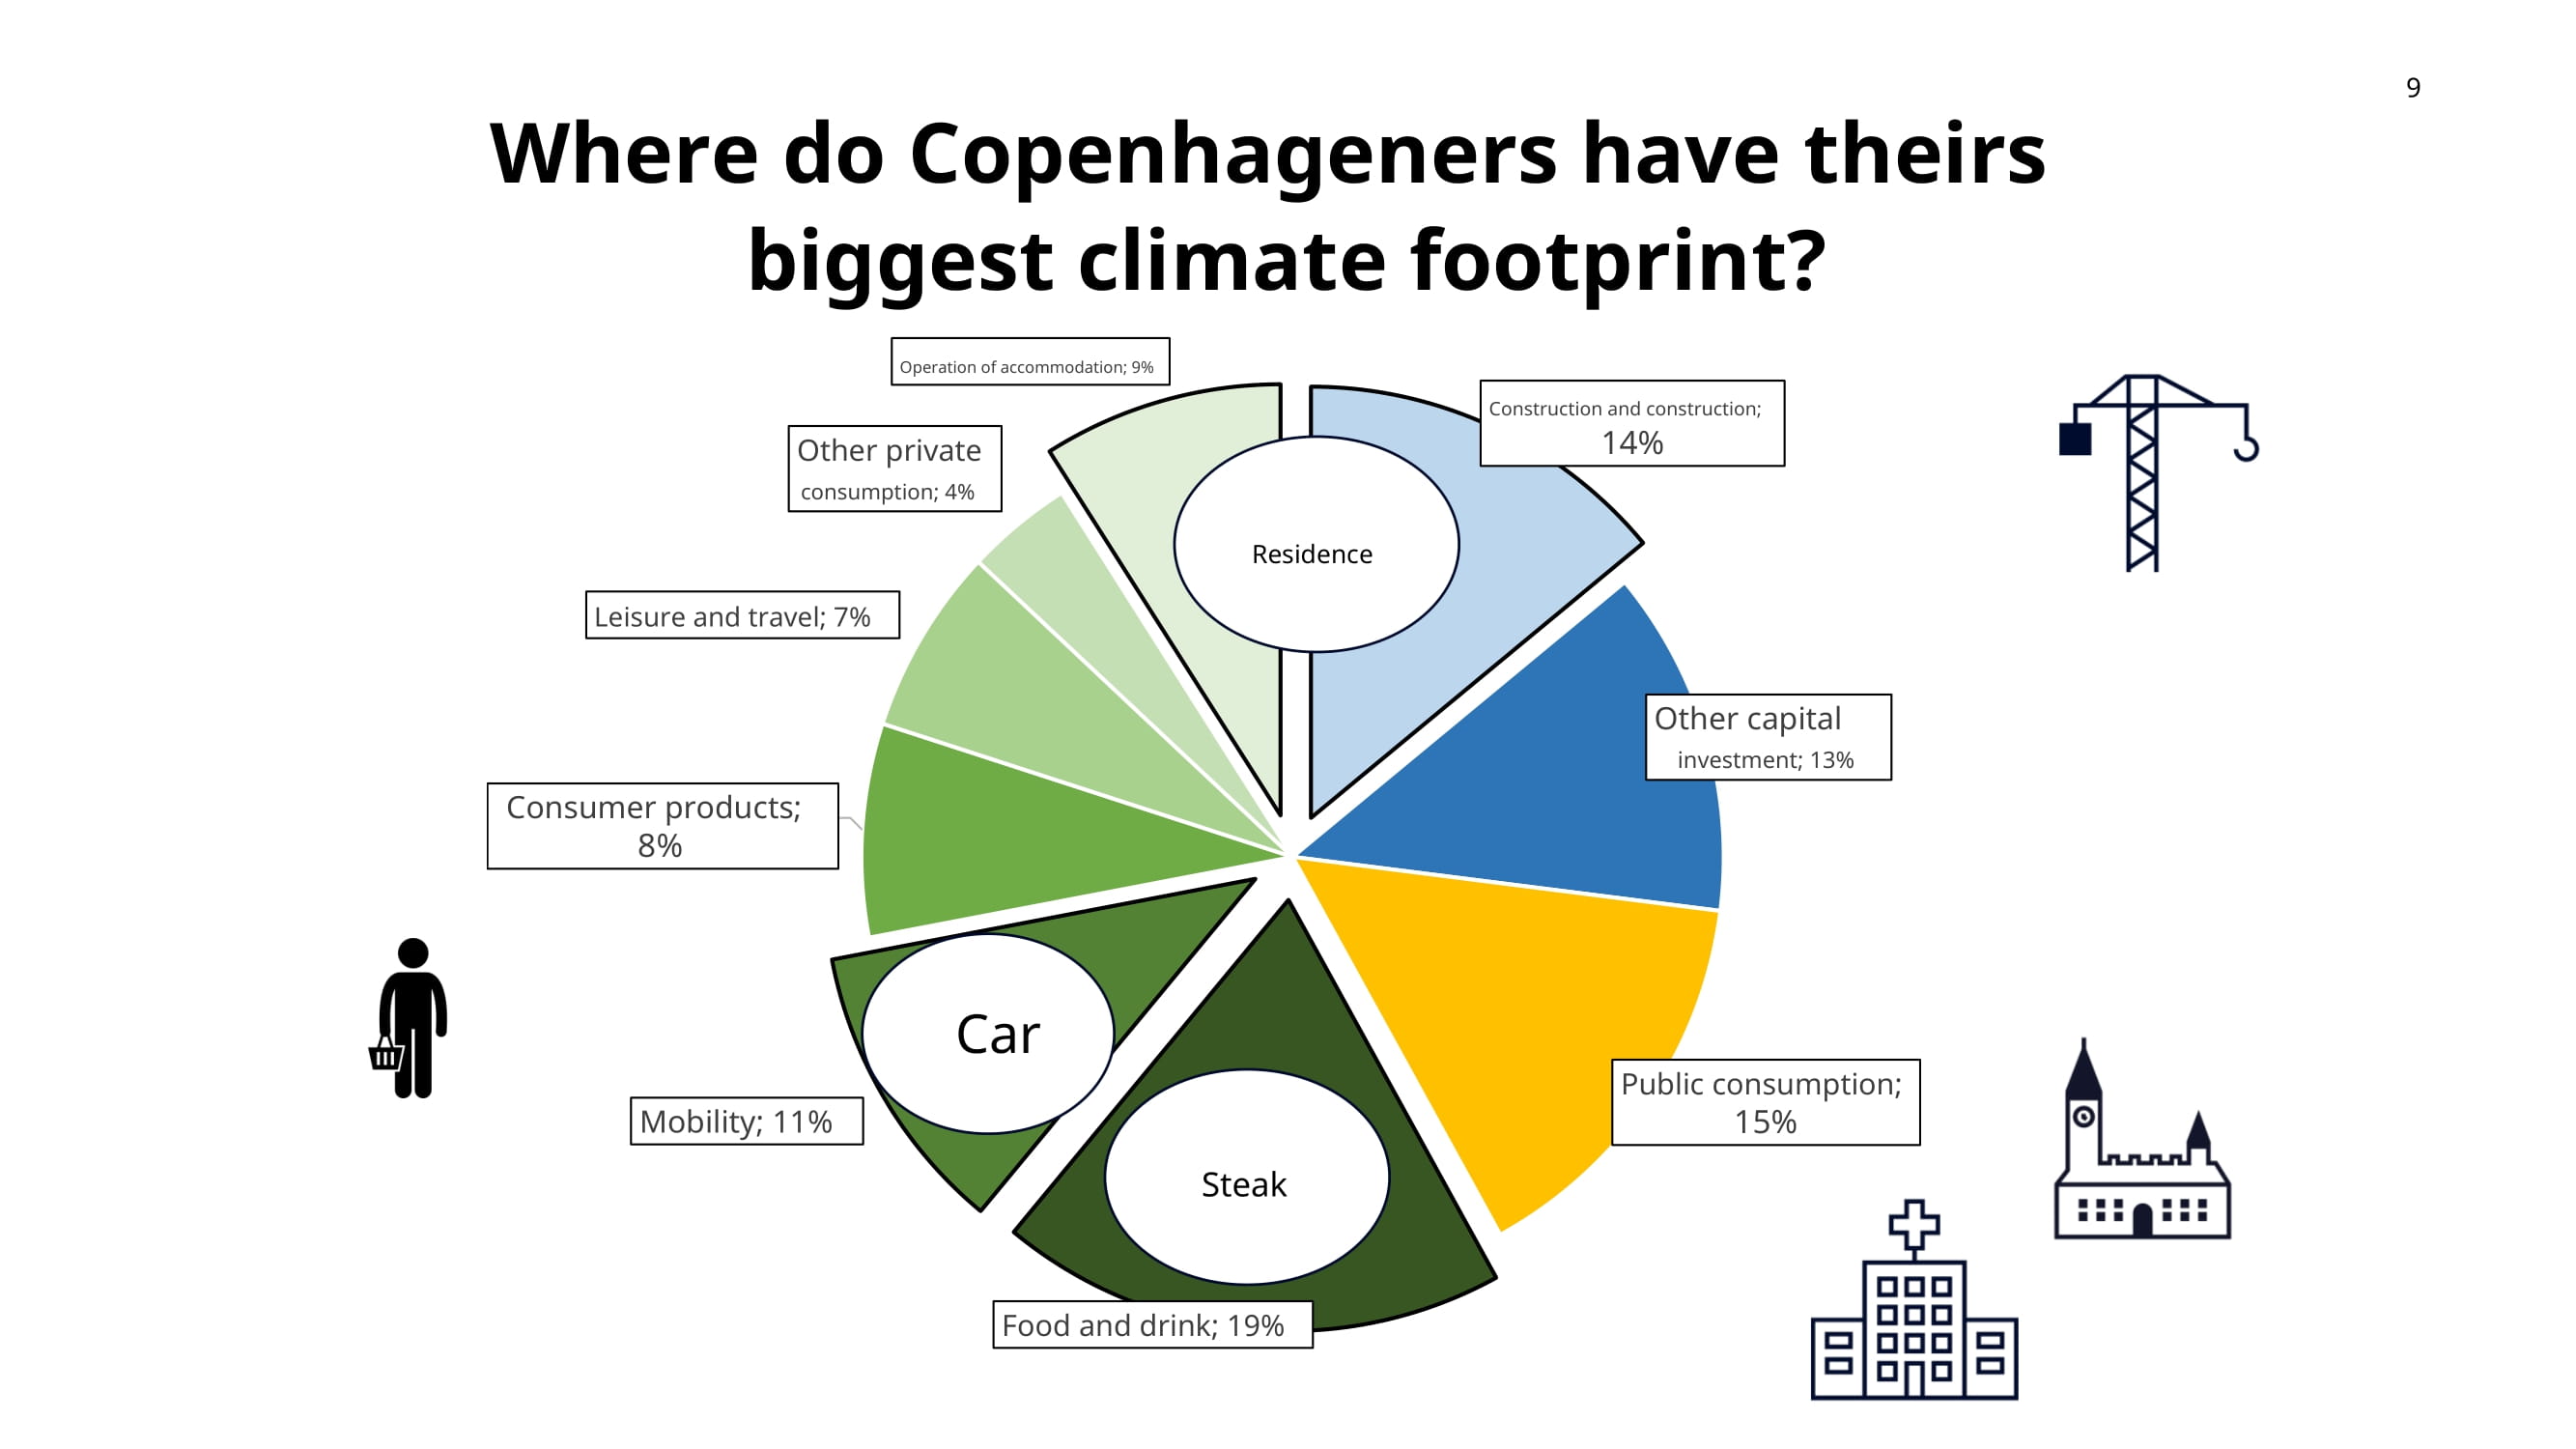 9
Where do Copenhageners have theirs
biggest climate footprint?
Operation of accommodation; 9%
Construction and construction;
14%
Other private
consumption; 4%
Residence
Leisure and travel; 7%
Other capital
investment; 13%
Consumer products;
8%
Car
Mobility; 11%
Public consumption;
15%
Steak
Food and drink; 19%